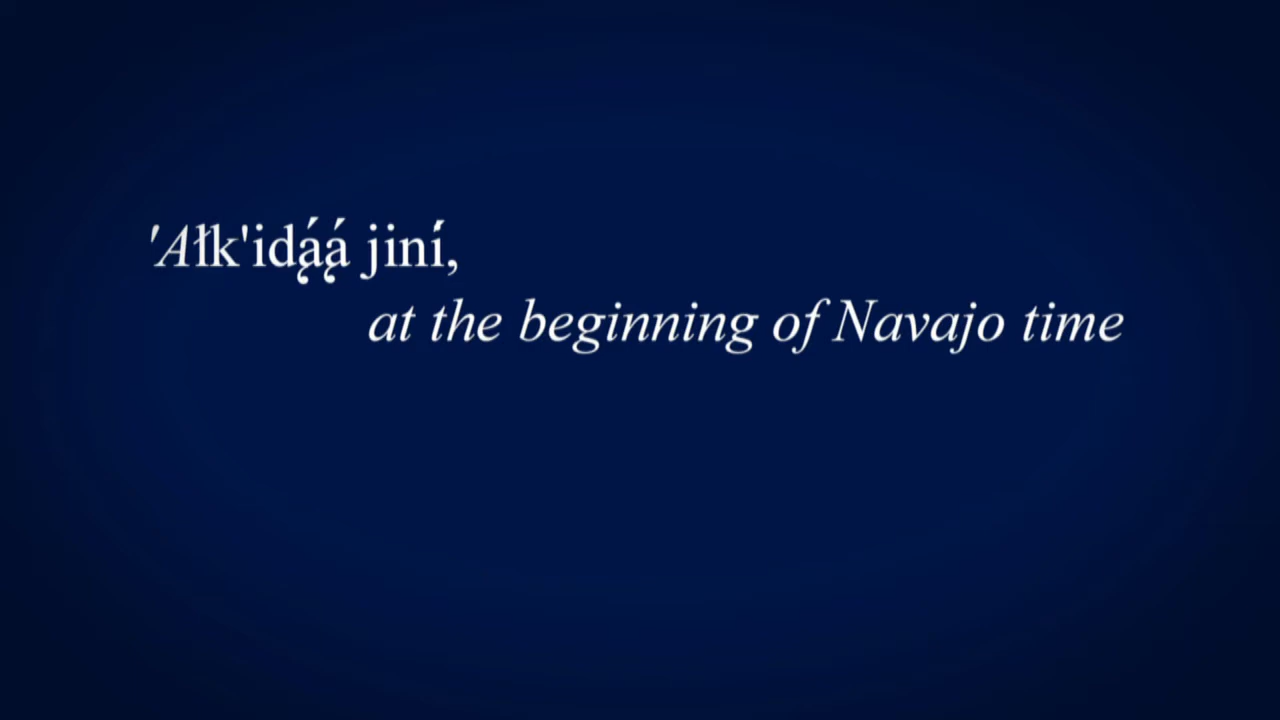 'Ałk'idą́ą́ jiní,
at the beginning of Navajo time